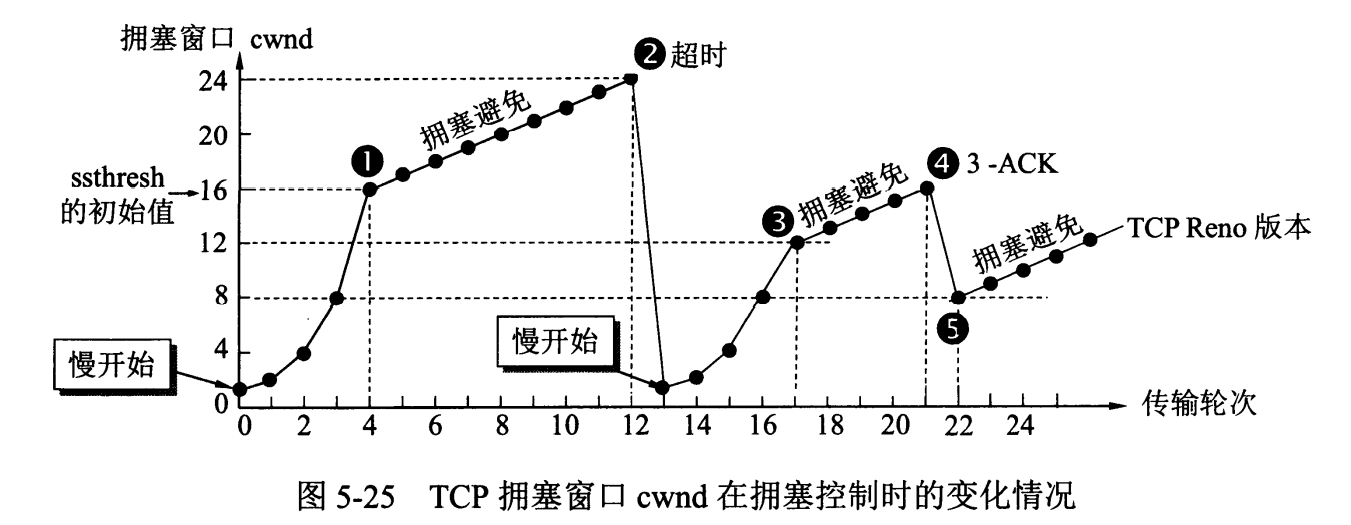 拥塞窗口 cwnd
❷超时
24
拥塞避免
20
❶
❹ 3 -ACK
ssthresh
的初始值
16
❸
拥塞避免
TCP Reno 版本
拥塞避免
12
8
❺
慢开始
慢开始
4
0
0 2 4 6 8 10 12 14 16 18 20 22 24
传输轮次
图 5-25 TCP 拥塞窗口 cwnd 在拥塞控制时的变化情况